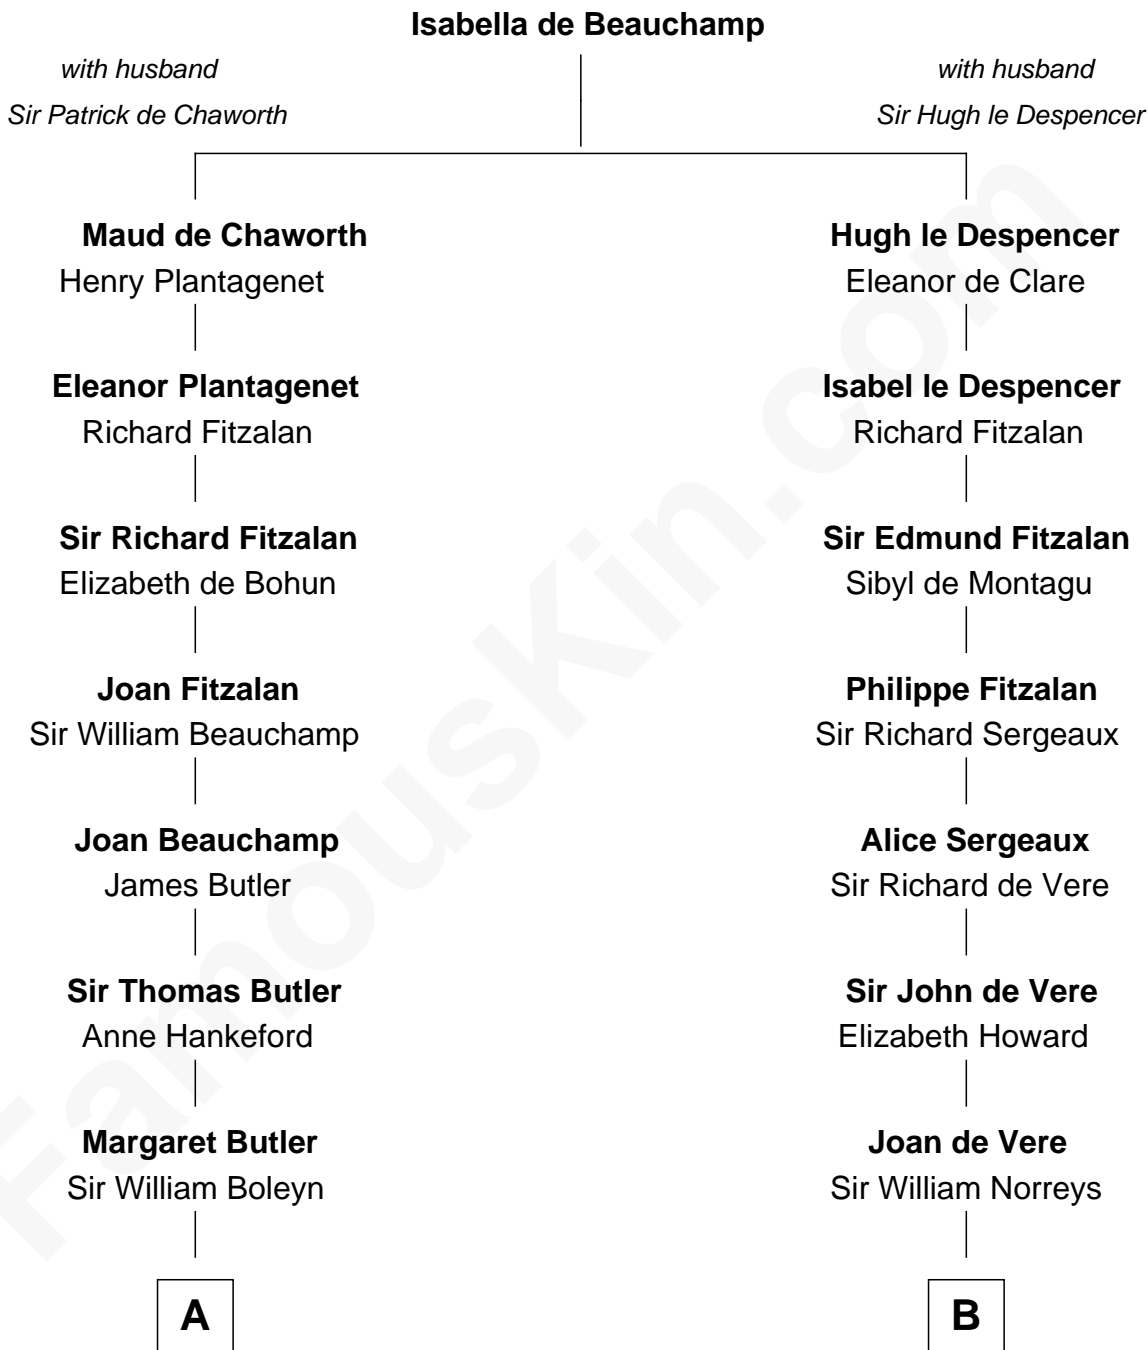 Isabella de Beauchamp
with husband
Sir Patrick de Chaworth
with husband
Sir Hugh le Despencer
Maud de Chaworth
Henry Plantagenet
Eleanor Plantagenet
Richard Fitzalan
Sir Richard Fitzalan
Elizabeth de Bohun
Joan Fitzalan
Sir William Beauchamp
Joan Beauchamp
James Butler
Sir Thomas Butler
Anne Hankeford
Margaret Butler
Sir William Boleyn
A
Hugh le Despencer
Eleanor de Clare
Isabel le Despencer
Richard Fitzalan
Sir Edmund Fitzalan
Sibyl de Montagu
Philippe Fitzalan
Sir Richard Sergeaux
Alice Sergeaux
Sir Richard de Vere
Sir John de Vere
Elizabeth Howard
Joan de Vere
Sir William Norreys
B
FamousKin.com